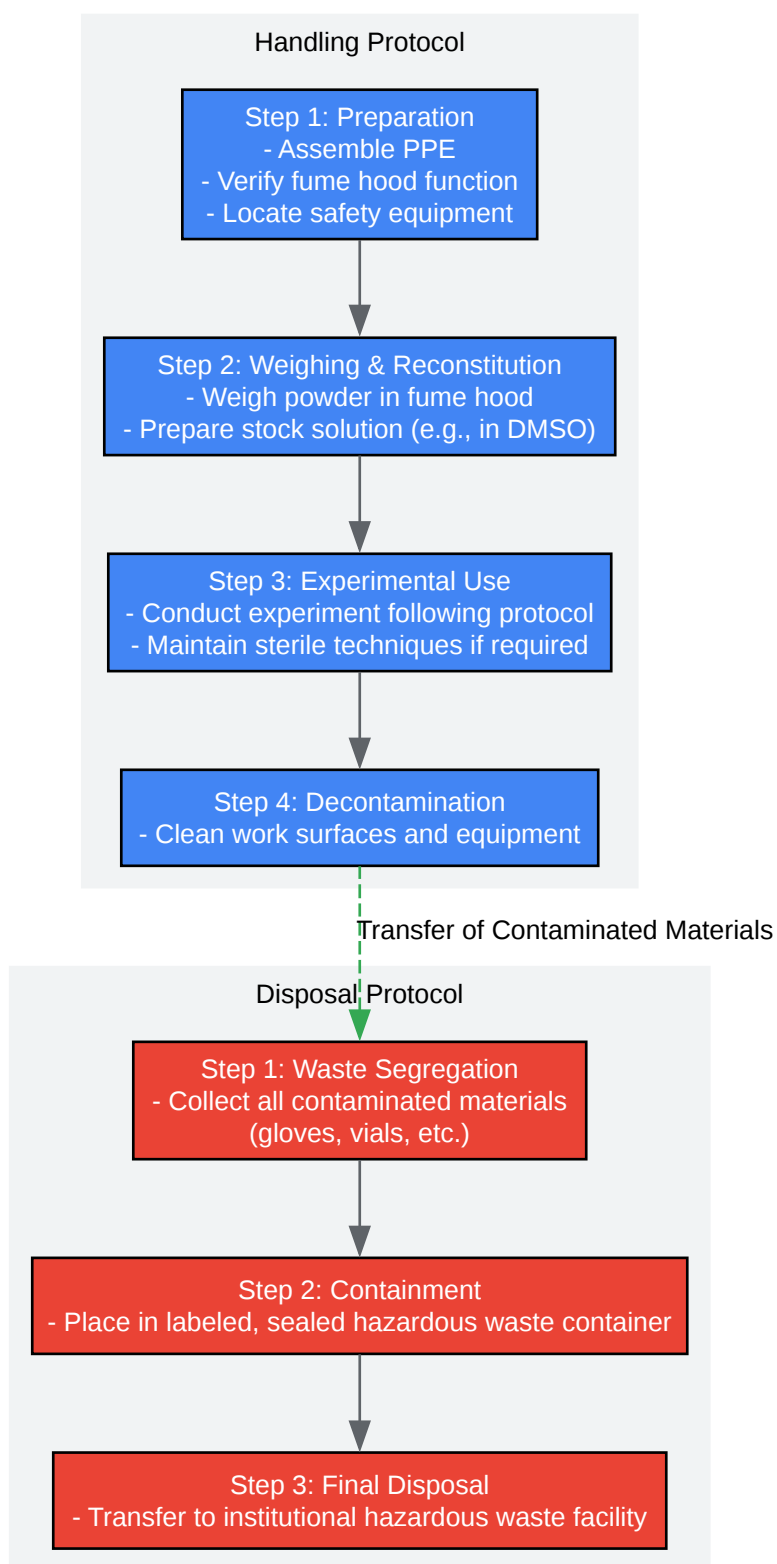 Handling Protocol
Step 1: Preparation
- Assemble PPE
- Verify fume hood function
- Locate safety equipment
Step 2: Weighing & Reconstitution
- Weigh powder in fume hood
- Prepare stock solution (e.g., in DMSO)
Step 3: Experimental Use
- Conduct experiment following protocol
- Maintain sterile techniques if required
Step 4: Decontamination
- Clean work surfaces and equipment
Transfer of Contaminated Materials
Disposal Protocol
Step 1: Waste Segregation
- Collect all contaminated materials
(gloves, vials, etc.)
Step 2: Containment
- Place in labeled, sealed hazardous waste container
Step 3: Final Disposal
- Transfer to institutional hazardous waste facility